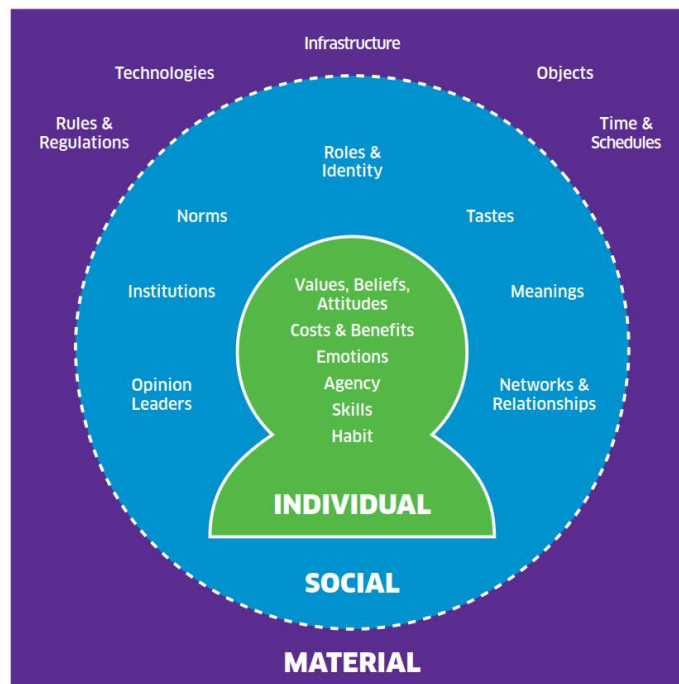 Infrastructure
Technologies
Objects
Rules &
Regulations
Time &
Schedules
Roles &
Identity
Norms
Tastes
Institutions
Meanings
Opinion
Leaders
Networks &
Relationships
Values, Beliefs,
Attitudes
Costs & Benefits
Emotions
Agency
Skills
Habit
INDIVIDUAL
SOCIAL
MATERIAL